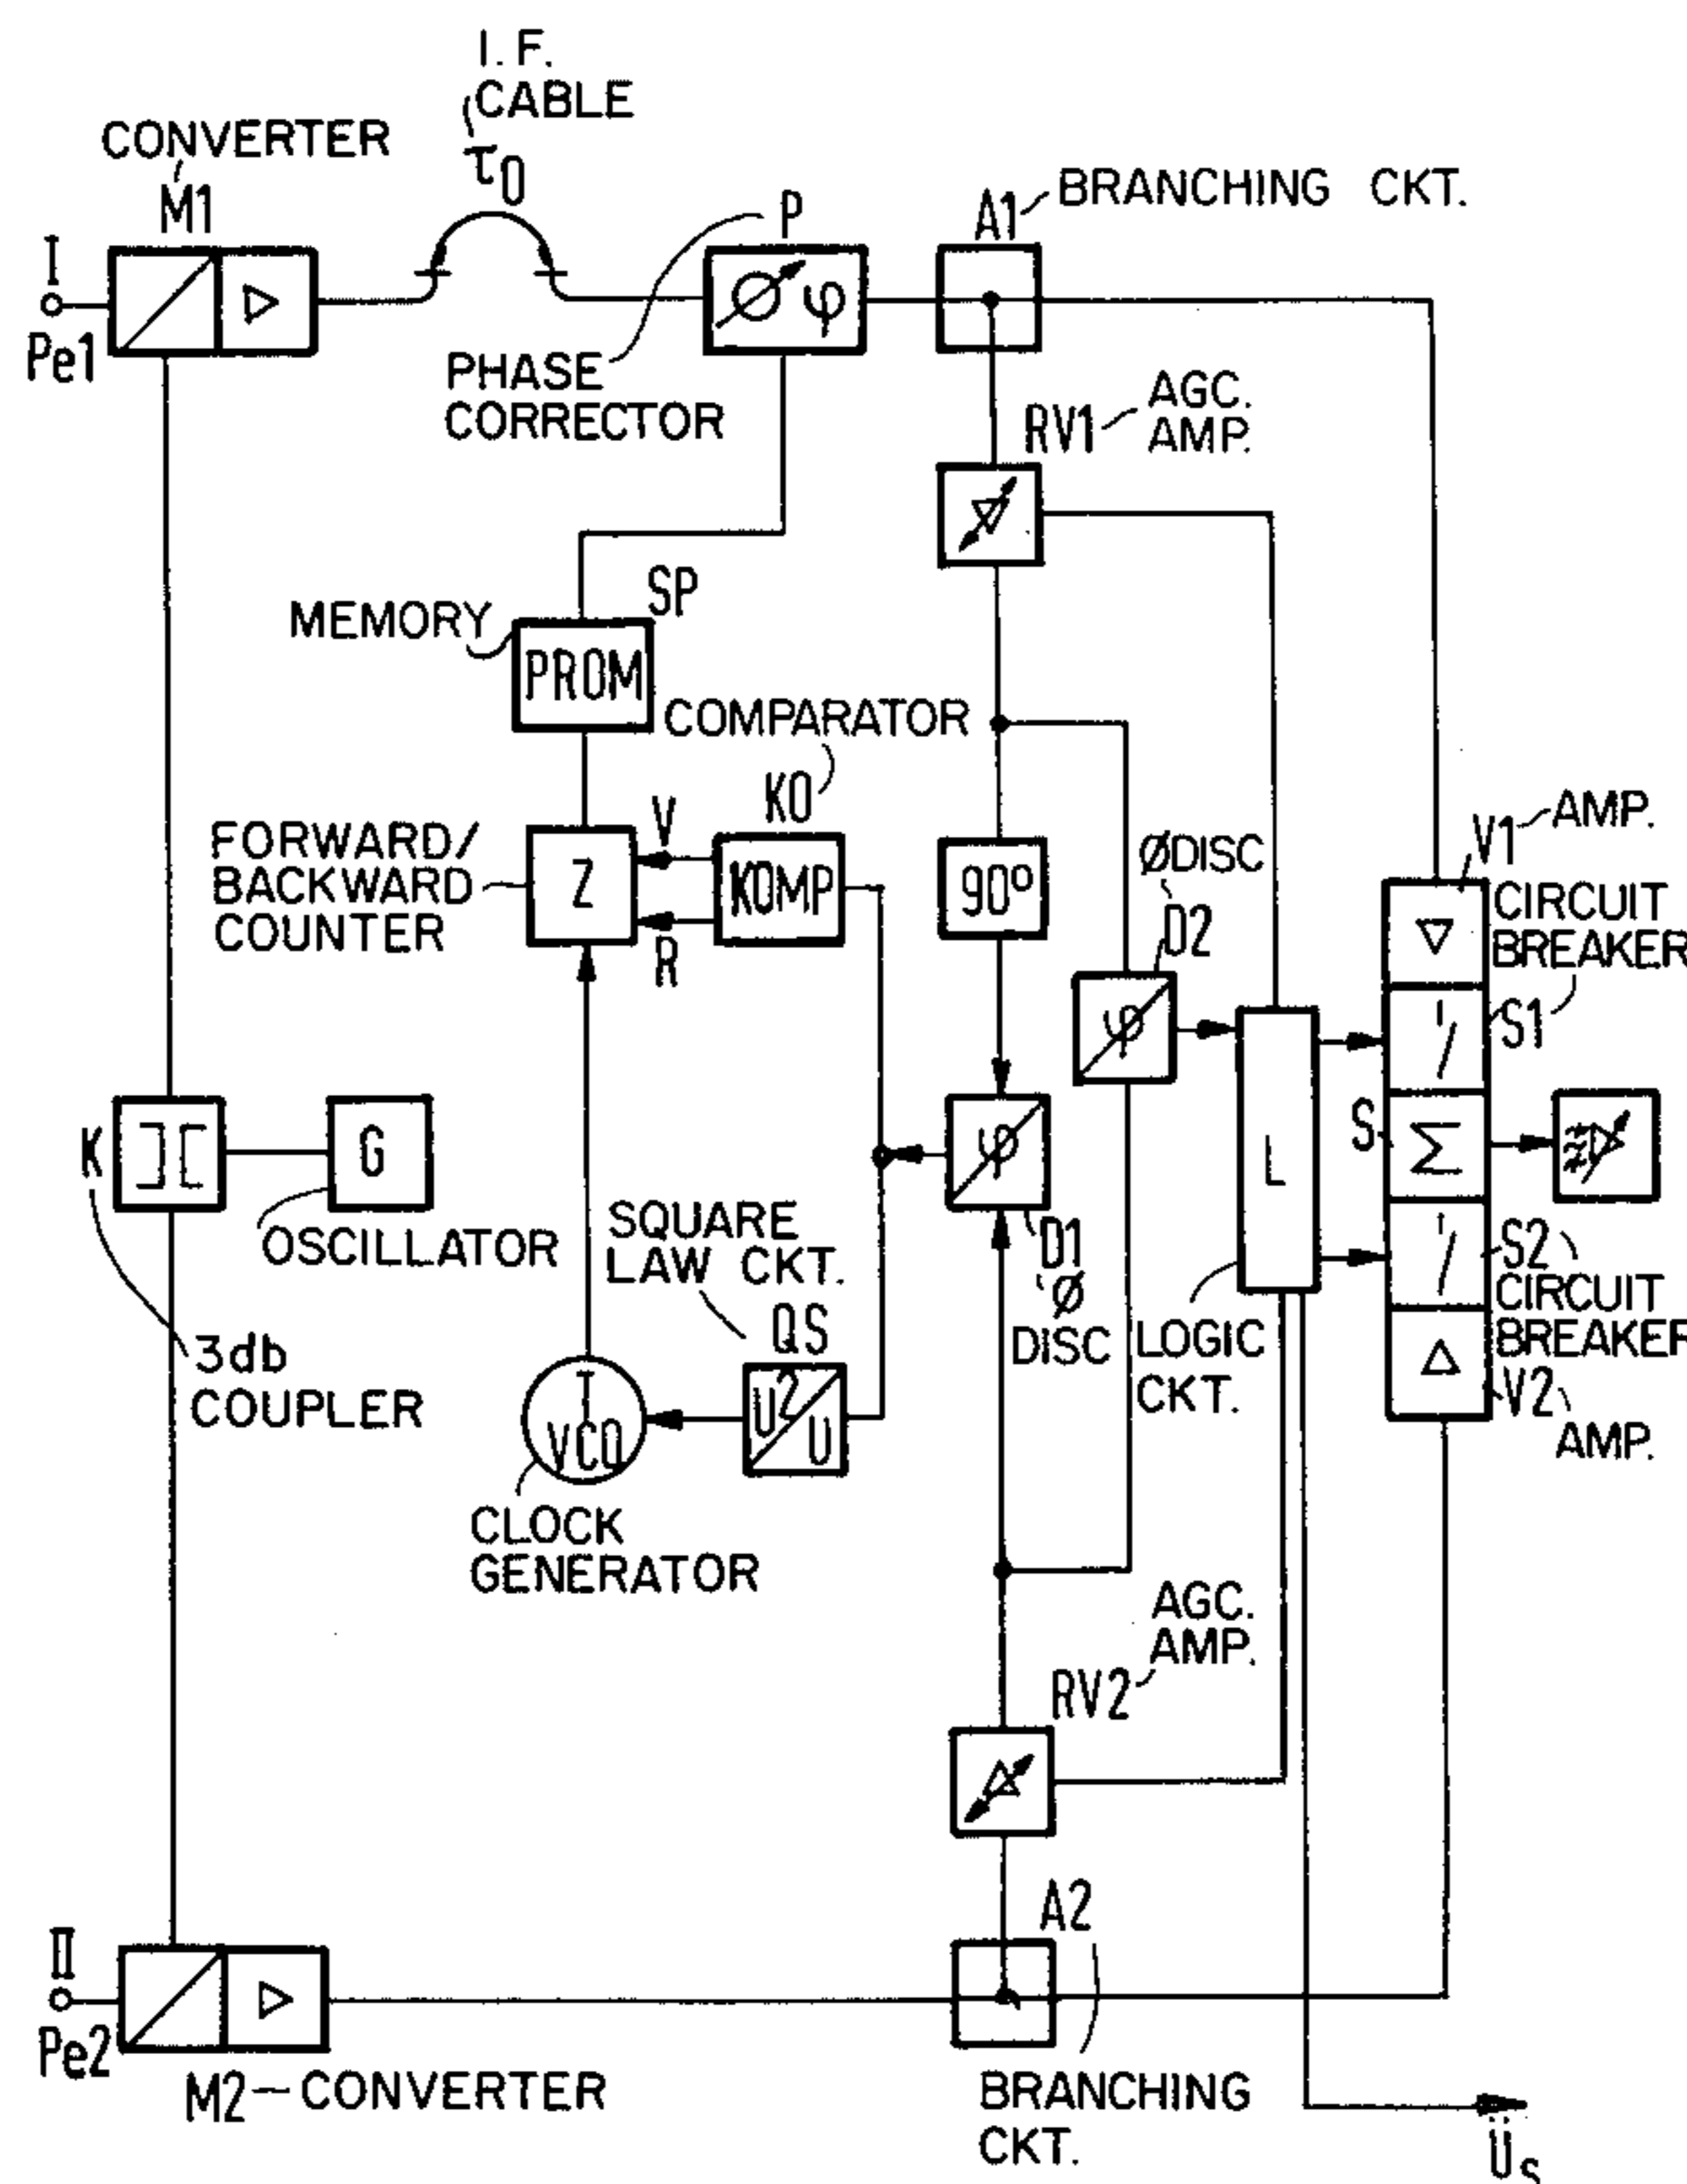 I. F.
CABLE
τ0
CONVERTER
M1
I
Pe1
P
φ
A1
BRANCHING CKT.
PHASE
CORRECTOR
RV1
AGC.
AMP.
MEMORY
SP
PROM
COMPARATOR
KO
FORWARD/
BACKWARD
COUNTER
Z
V
R
KOMP
90°
ØDISC
D2
φ
V1
AMP.
CIRCUIT
BREAKER
S1
K
G
OSCILLATOR
3db
COUPLER
SQUARE
LAW CKT.
QS
U2/U
φ
D1
Ø
DISC
L
LOGIC
CKT.
S
Σ
S2
CIRCUIT
BREAKER
V2
AMP.
T
VCO
CLOCK
GENERATOR
AGC.
AMP.
RV2
A2
BRANCHING
CKT.
II
Pe2
M2
CONVERTER
Üs